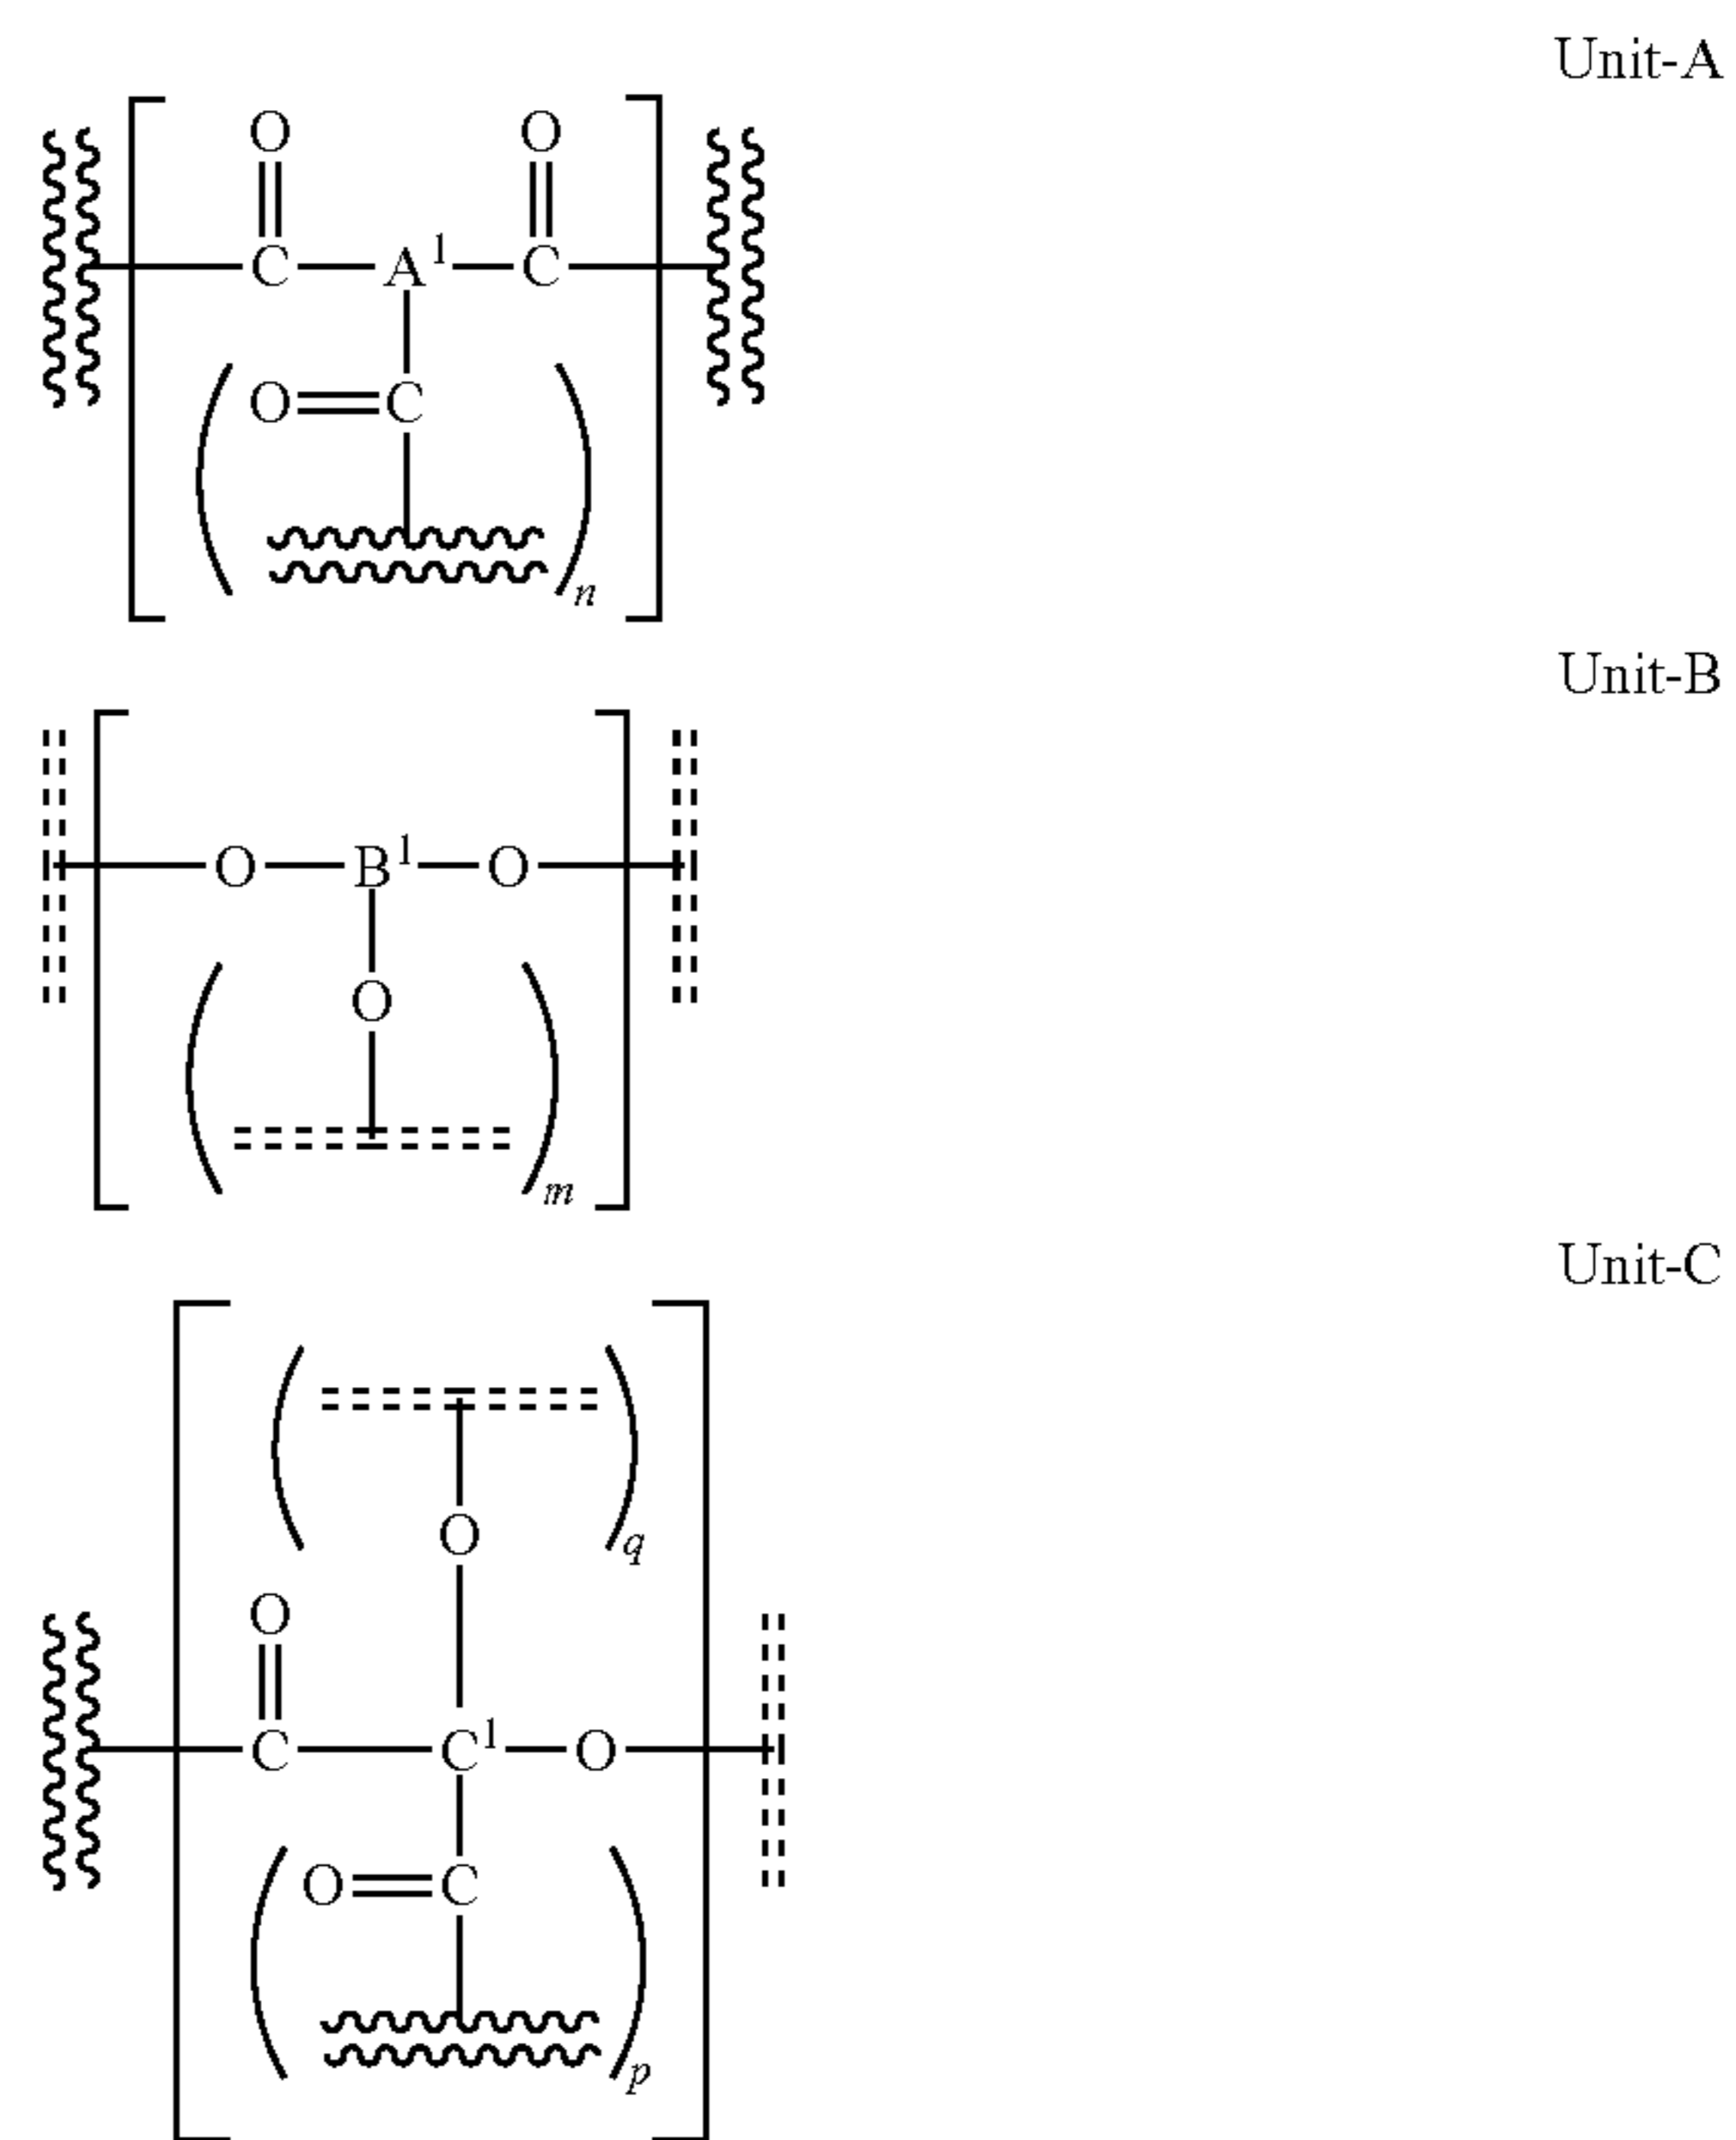 Unit-A
O O
C A¹ C
O C
n
Unit-B
O B¹ O
O
m
Unit-C
O
q
O
C C¹ O
O C
p